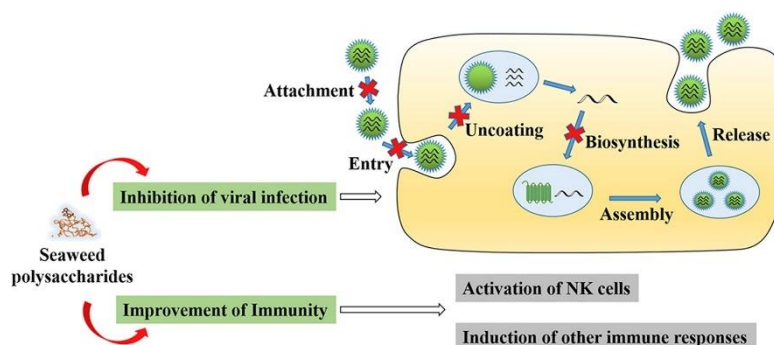 Attachment
Entry
Uncoating
Biosynthesis
Assembly
Release
Inhibition of viral infection
Seaweed
polysaccharides
Improvement of Immunity
Activation of NK cells
Induction of other immune responses